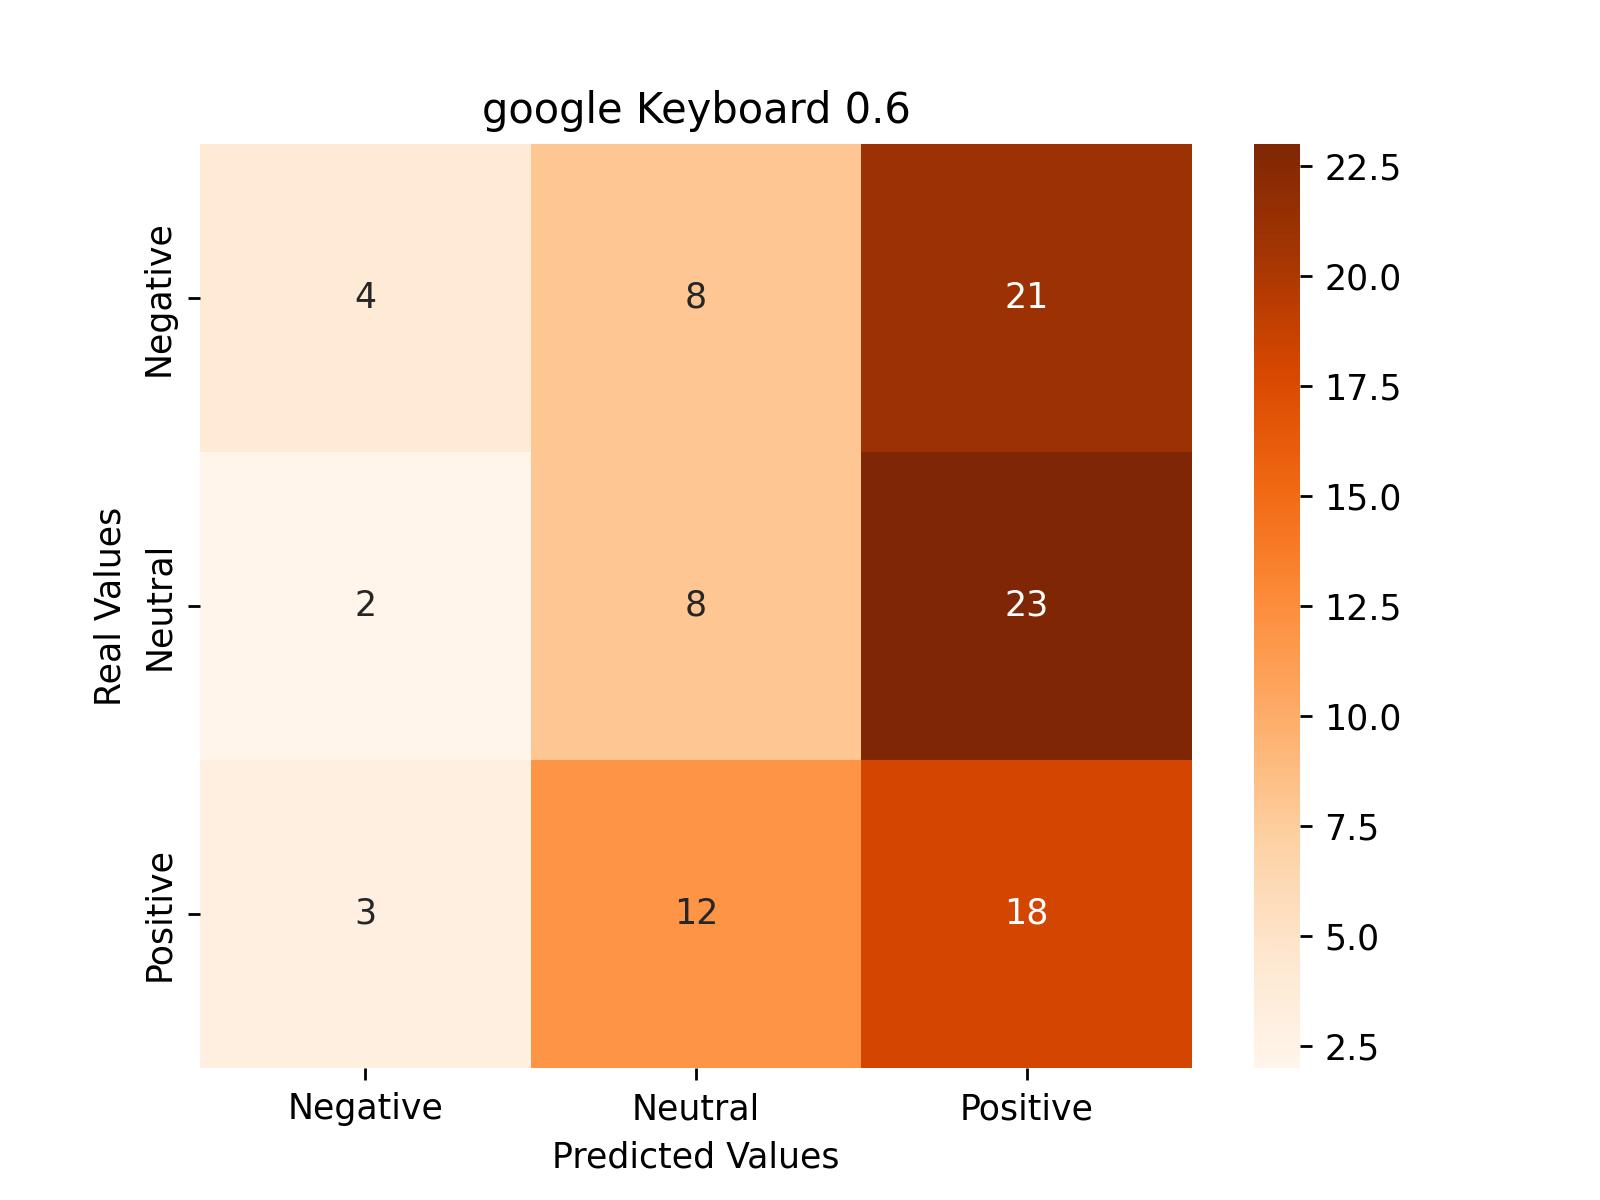 google Keyboard 0.6
Real Values
Negative
4 8 21
Neutral
2 8 23
Positive
3 12 18
Negative Neutral Positive
Predicted Values
22.5
20.0
17.5
15.0
12.5
10.0
7.5
5.0
2.5